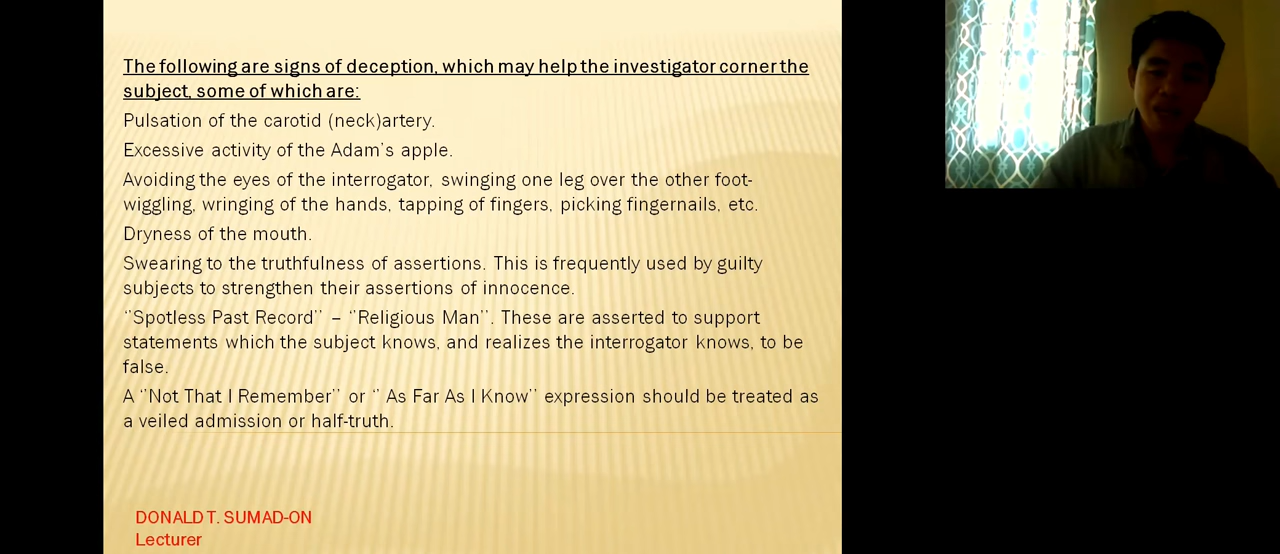 The following are signs of deception, which may help the investigator corner the
subject, some of which are:
Pulsation of the carotid (neck)artery.
Excessive activity of the Adam's apple.
Avoiding the eyes of the interrogator, swinging one leg over the other foot-
wiggling, wringing of the hands, tapping of fingers, picking fingernails, etc.
Dryness of the mouth.
Swearing to the truthfulness of assertions. This is frequently used by guilty
subjects to strengthen their assertions of innocence.
‘’Spotless Past Record’’ – ‘’Religious Man’’. These are asserted to support
statements which the subject knows, and realizes the interrogator knows, to be
false.
A ‘’Not That I Remember’’ or ‘’ As Far As I Know’’ expression should be treated as
a veiled admission or half-truth.
DONALD T. SUMAD-ON
Lecturer